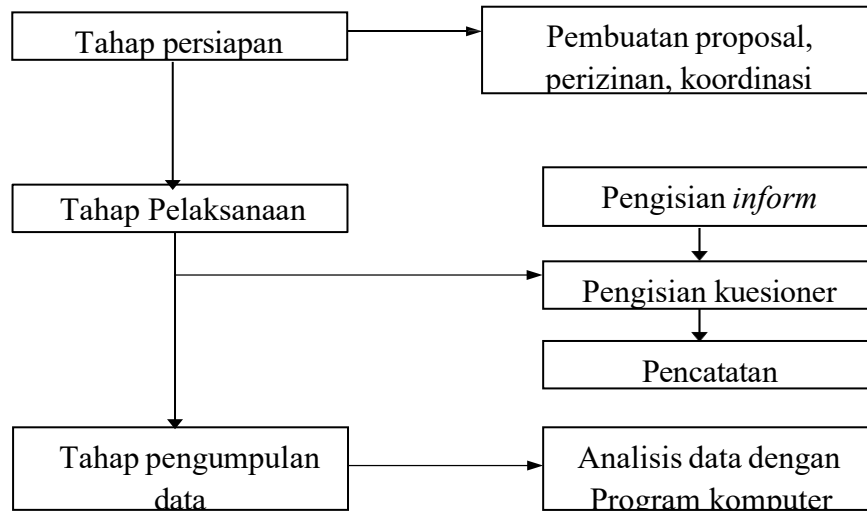 Tahap persiapan
Pembuatan proposal,
perizinan, koordinasi
Tahap Pelaksanaan
Pengisian inform
Pengisian kuesioner
Pencatatan
Tahap pengumpulan
data
Analisis data dengan
Program komputer